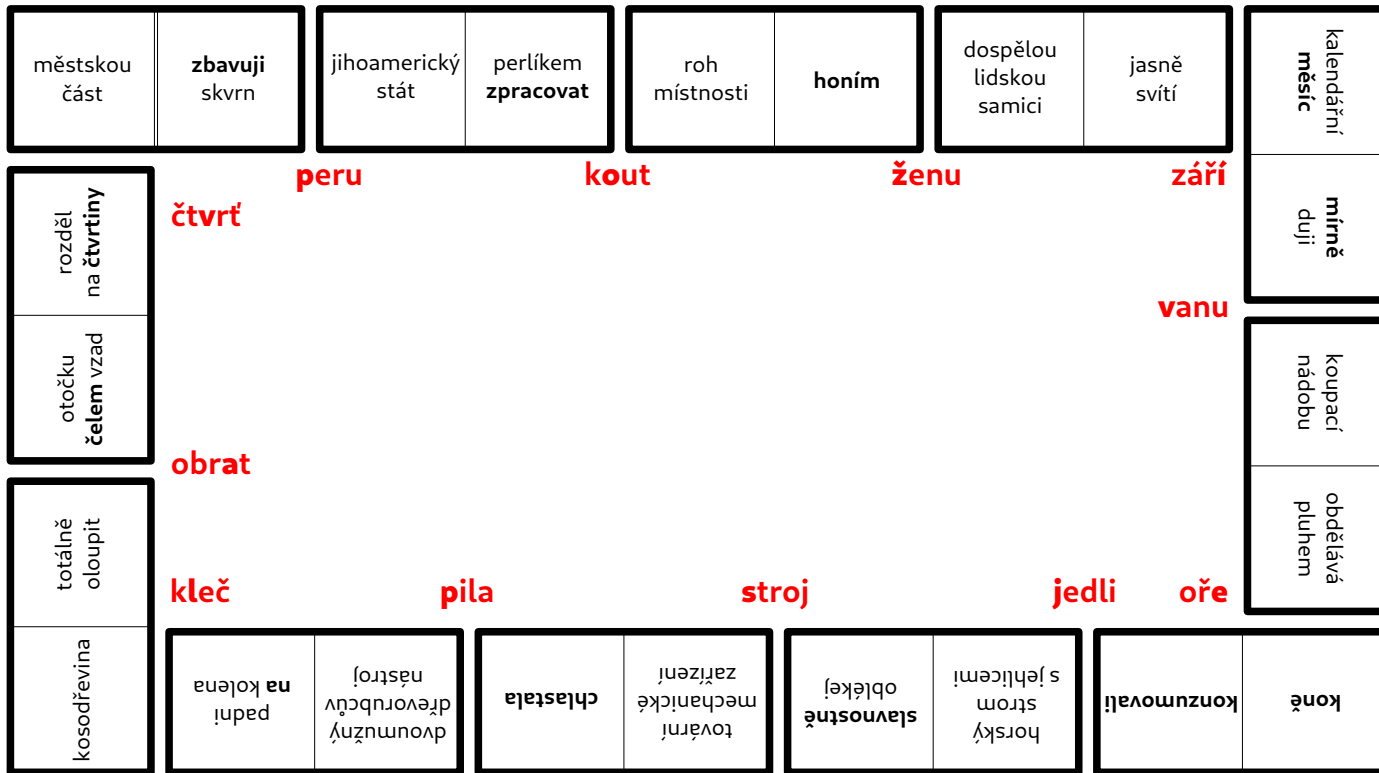 městskou
část
zbavuji
skvrn
jihoamerický
stát
perlíkem
zpracovat
roh
místnosti
honím
dospělou
lidskou
samici
jasně
svítí
kalendářní
měsíc
mírně
duji
peru
kout
ženu
září
čtvrť
rozděl
na čtvrtiny
otočku
čelem vzad
vanu
koupací
nádobu
obdělává
pluhem
obrat
totálně
oloupit
kosodřevina
kleč
pila
stroj
jedli
oře
padni
na kolena
dvoumužný
dřevorubcův
nástroj
chlastala
tovární
mechanické
zařízení
slavnostně
oblékej
horský
strom
s jehlicemi
konzumovali
koně